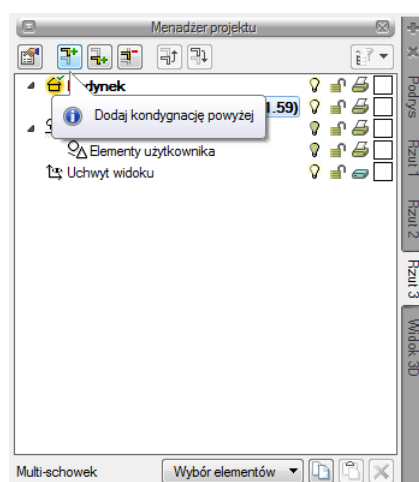 Menadżer projektu
dynek
1.59)
Dodaj kondygnację powyżej
Elementy użytkownika
Uchwyt widoku
Multi-schowek
Wybór elementów
Podrys
Rzut 1
Rzut 2
Rzut 3
Widok 3D